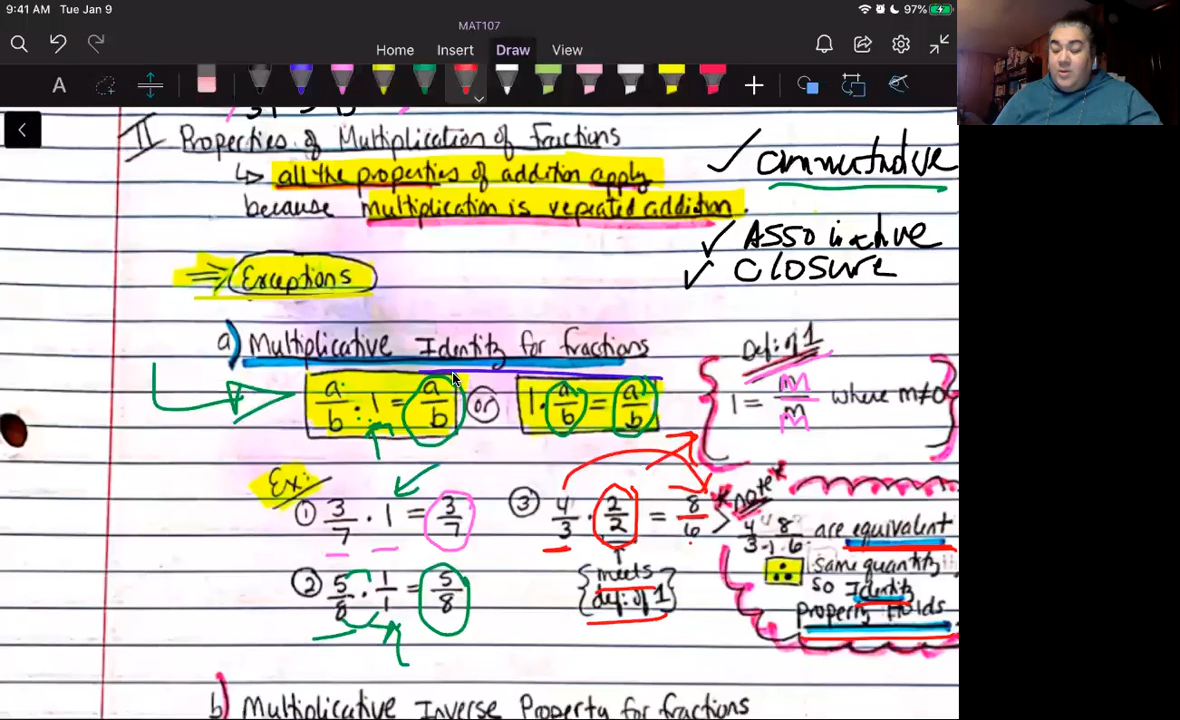 9:41 AM Tue Jan 9
97%
MAT107
Home Insert Draw View
II Properties of Multiplication of Fractions
↳ all the properties of addition apply
because multiplication is repeated addition.
✓ commutative
✓ Associative
✓ closure
⇒ Exceptions
a) Multiplicative Identity for fractions
a/b · 1 = a/b or 1 · a/b = a/b
Def: of 1
1 = m/m where m≠0
Ex:
① 3/7 · 1 = 3/7
② 5/8 · 1/1 = 5/8
③ 4/3 · 2/2 = 8/6
{meets
def: of 1}
*Note*
4/3 8/6 are equivalent
∴ same quantity
so Identity
property Holds
b) Multiplicative Inverse Property for fractions